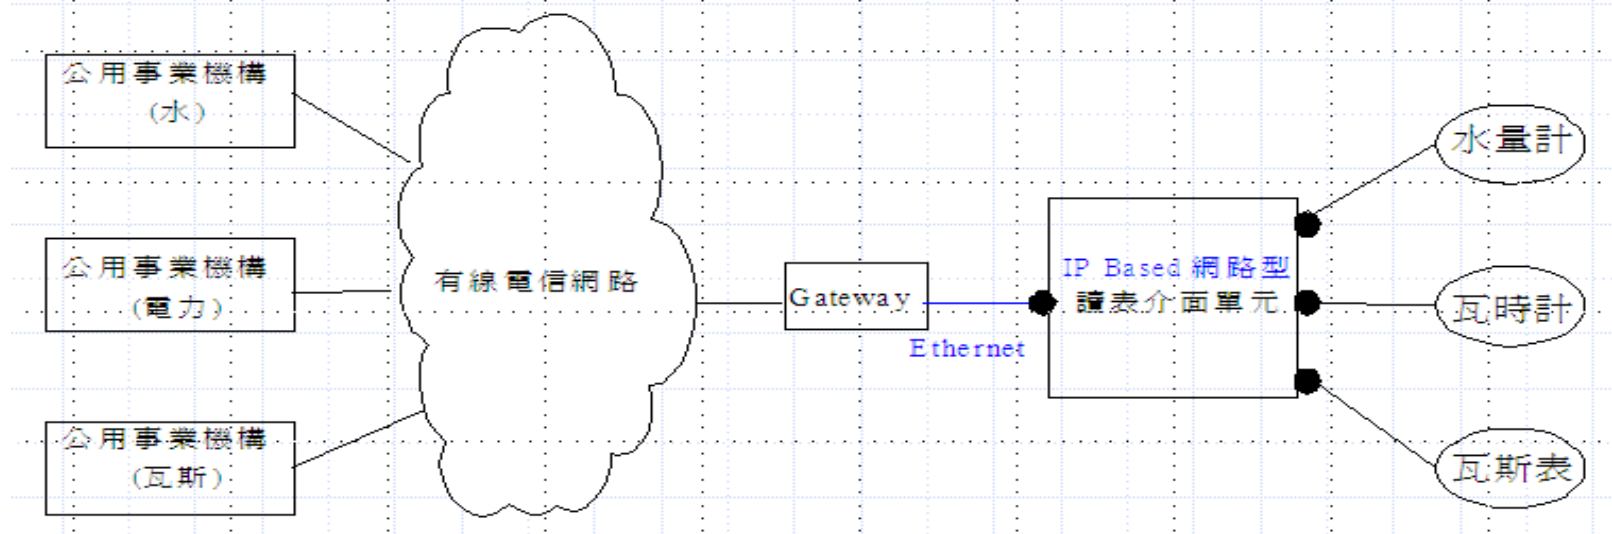 公用事業機構
(水)
公用事業機構
(電力)
公用事業機構
(瓦斯)
有線電信網路
Gateway
Ethernet
IP Based 網路型
讀表介面單元
水量計
瓦時計
瓦斯表